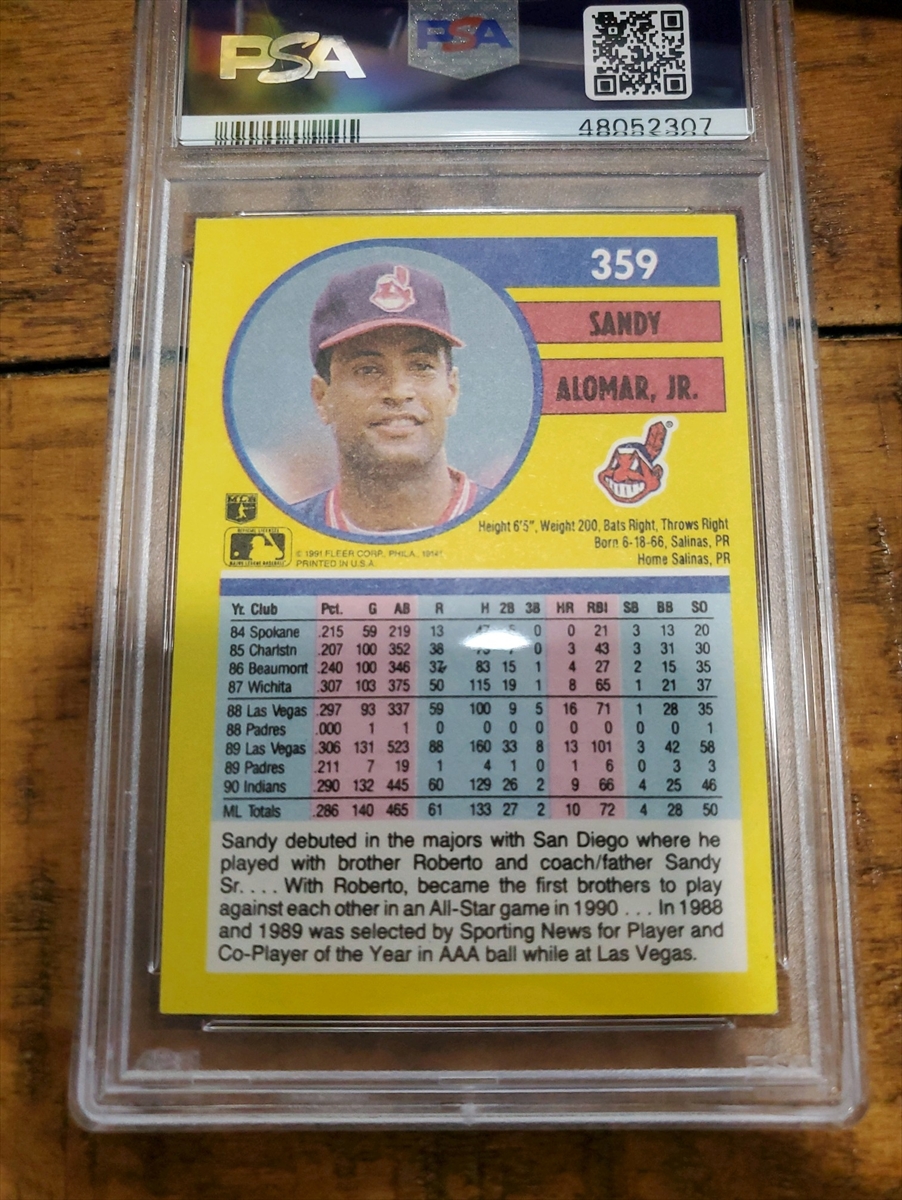 PSA
PSA
48052307
359
SANDY
ALOMAR, JR.
Height 6'5", Weight 200, Bats Right, Throws Right
Born 6-18-66, Salinas, PR
Home Salinas, PR
MLB
© 1991 FLEER CORP., PHILA.,
PRINTED IN U.S.A.
Yr. Club Pct. G AB R H 2B 3B HR RBI SB BB SO
84 Spokane .215 59 219 13 0 0 21 3 13 20
85 Charlstn .207 100 352 38 0 3 43 3 31 30
86 Beaumont .240 100 346 37 83 15 1 4 27 2 15 35
87 Wichita .307 103 375 50 115 19 1 8 65 1 21 37
88 Las Vegas .297 93 337 59 100 9 5 16 71 1 28 35
88 Padres .000 1 1 0 0 0 0 0 0 0 0 1
89 Las Vegas .306 131 523 88 160 33 8 13 101 3 42 58
89 Padres .211 7 19 1 4 1 0 1 6 0 3 3
90 Indians .290 132 445 60 129 26 2 9 66 4 25 46
ML Totals .286 140 465 61 133 27 2 10 72 4 28 50
Sandy debuted in the majors with San Diego where he
played with brother Roberto and coach/father Sandy
Sr. . . . With Roberto, became the first brothers to play
against each other in an All-Star game in 1990 . . . In 1988
and 1989 was selected by Sporting News for Player and
Co-Player of the Year in AAA ball while at Las Vegas.